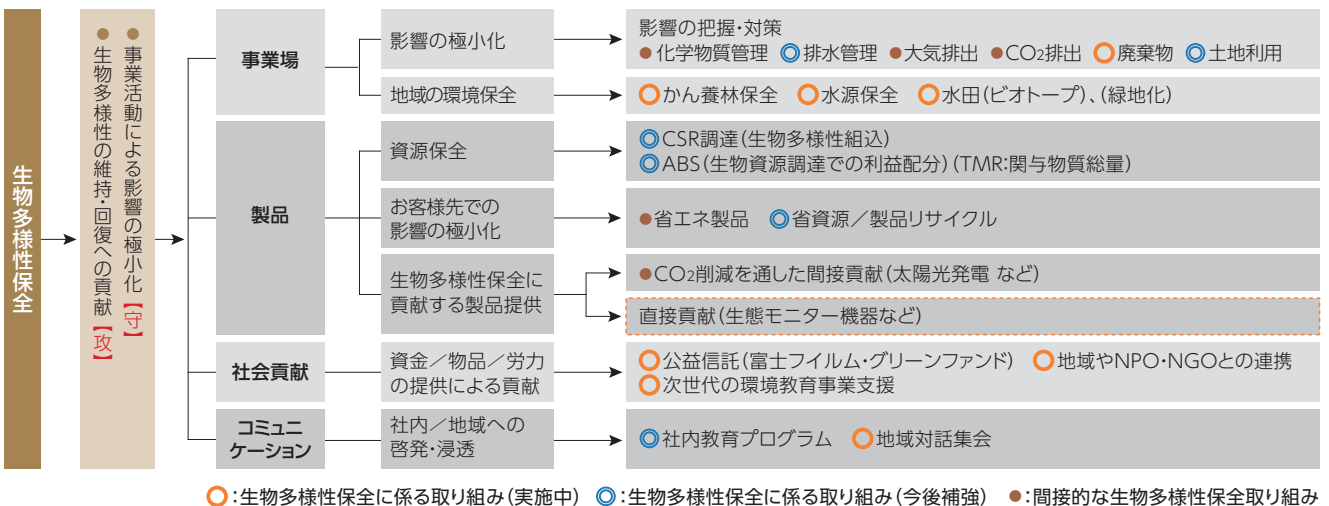 生物多様性保全
●事業活動による影響の極小化【守】
●生物多様性の維持・回復への貢献【攻】
事業場
影響の極小化
影響の把握・対策
●化学物質管理 ◎排水管理 ●大気排出 ●CO2排出 ○廃棄物 ◎土地利用
地域の環境保全
○かん養林保全 ○水源保全 ○水田(ビオトープ)、(緑地化)
製品
資源保全
◎CSR調達(生物多様性組込)
◎ABS(生物資源調達での利益配分)(TMR:関与物質総量)
お客様先での
影響の極小化
●省エネ製品 ◎省資源/製品リサイクル
生物多様性保全に
貢献する製品提供
●CO2削減を通した間接貢献(太陽光発電 など)
直接貢献(生態モニター機器など)
社会貢献
資金/物品/労力
の提供による貢献
○公益信託(富士フイルム・グリーンファンド) ○地域やNPO・NGOとの連携
○次世代の環境教育事業支援
コミュニ
ケーション
社内/地域への
啓発・浸透
◎社内教育プログラム ○地域対話集会
○:生物多様性保全に係る取り組み(実施中) ◎:生物多様性保全に係る取り組み(今後補強) ●:間接的な生物多様性保全取り組み